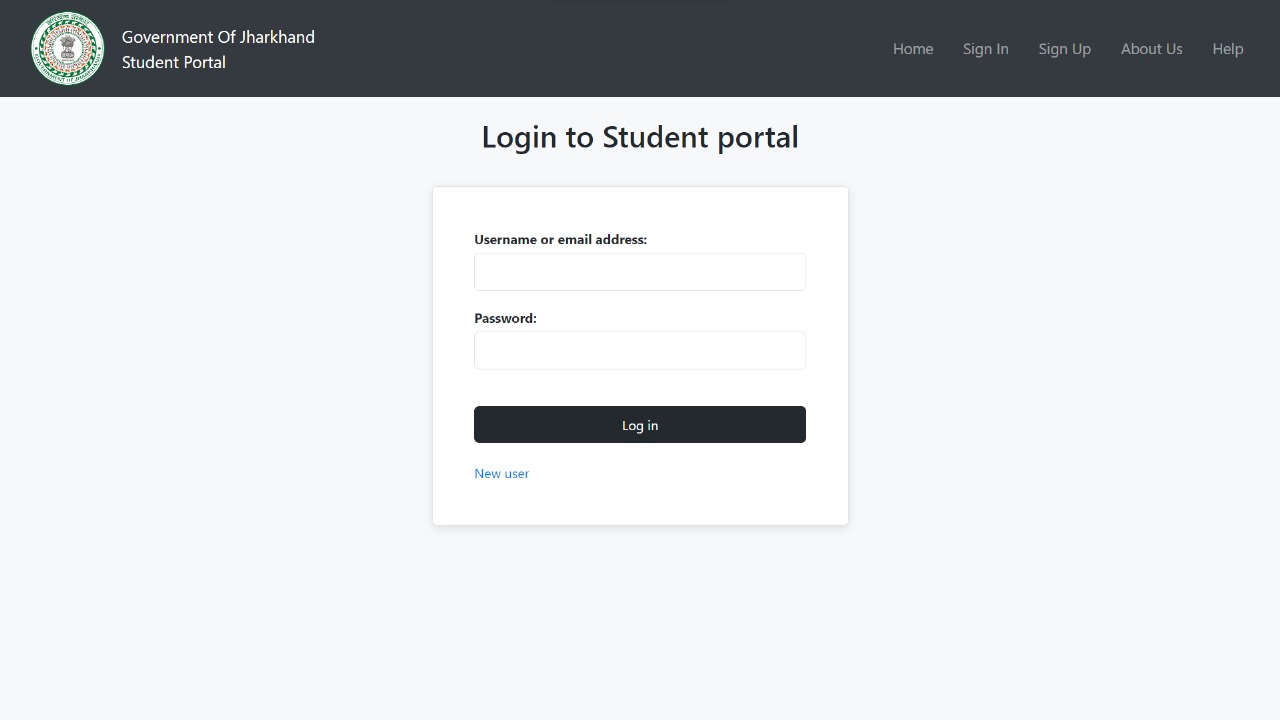 Government Of Jharkhand
Student Portal
Home
Sign In
Sign Up
About Us
Help
Login to Student portal
Username or email address:
Password:
Log in
New user